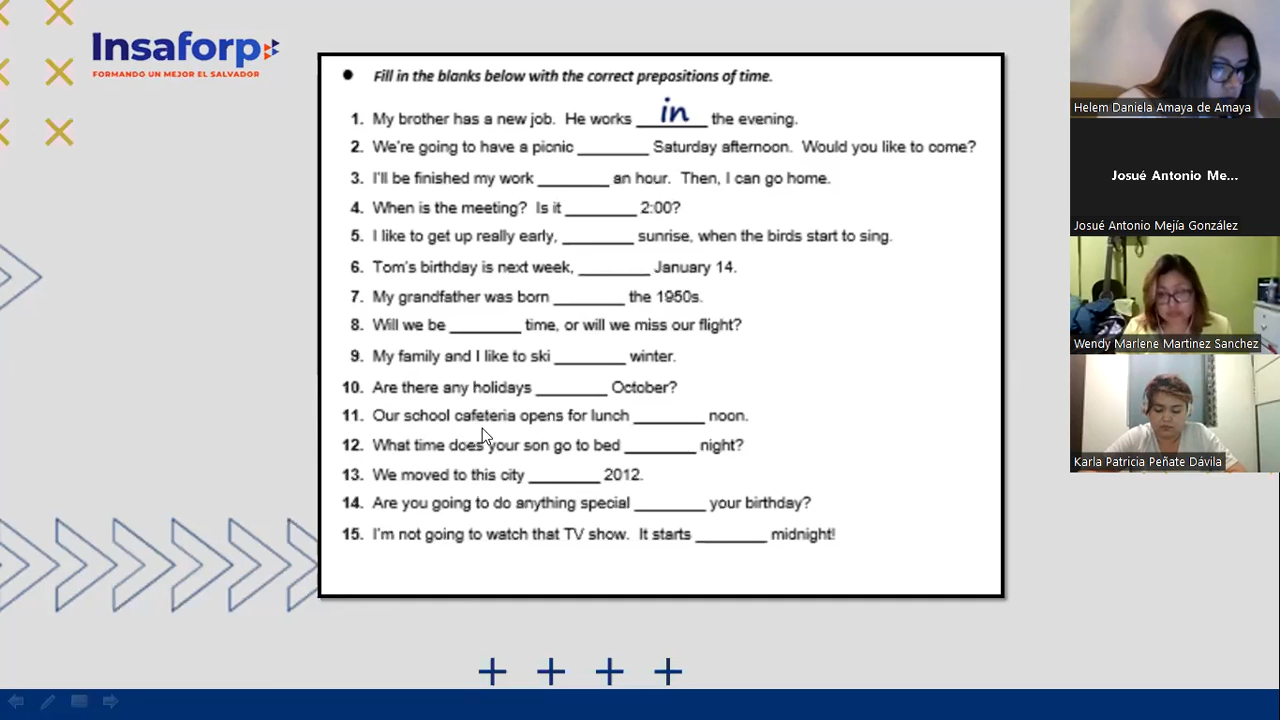 Insaforp
FORMANDO UN MEJOR EL SALVADOR
● Fill in the blanks below with the correct prepositions of time.
1. My brother has a new job. He works in the evening.
2. We're going to have a picnic ________ Saturday afternoon. Would you like to come?
3. I'll be finished my work ________ an hour. Then, I can go home.
4. When is the meeting? Is it ________ 2:00?
5. I like to get up really early, ________ sunrise, when the birds start to sing.
6. Tom's birthday is next week, ________ January 14.
7. My grandfather was born ________ the 1950s.
8. Will we be ________ time, or will we miss our flight?
9. My family and I like to ski ________ winter.
10. Are there any holidays ________ October?
11. Our school cafeteria opens for lunch ________ noon.
12. What time does your son go to bed ________ night?
13. We moved to this city ________ 2012.
14. Are you going to do anything special ________ your birthday?
15. I'm not going to watch that TV show. It starts ________ midnight!
Helem Daniela Amaya de Amaya
Josué Antonio Me...
Josué Antonio Mejía González
Wendy Marlene Martinez Sanchez
Karla Patricia Peñate Dávila